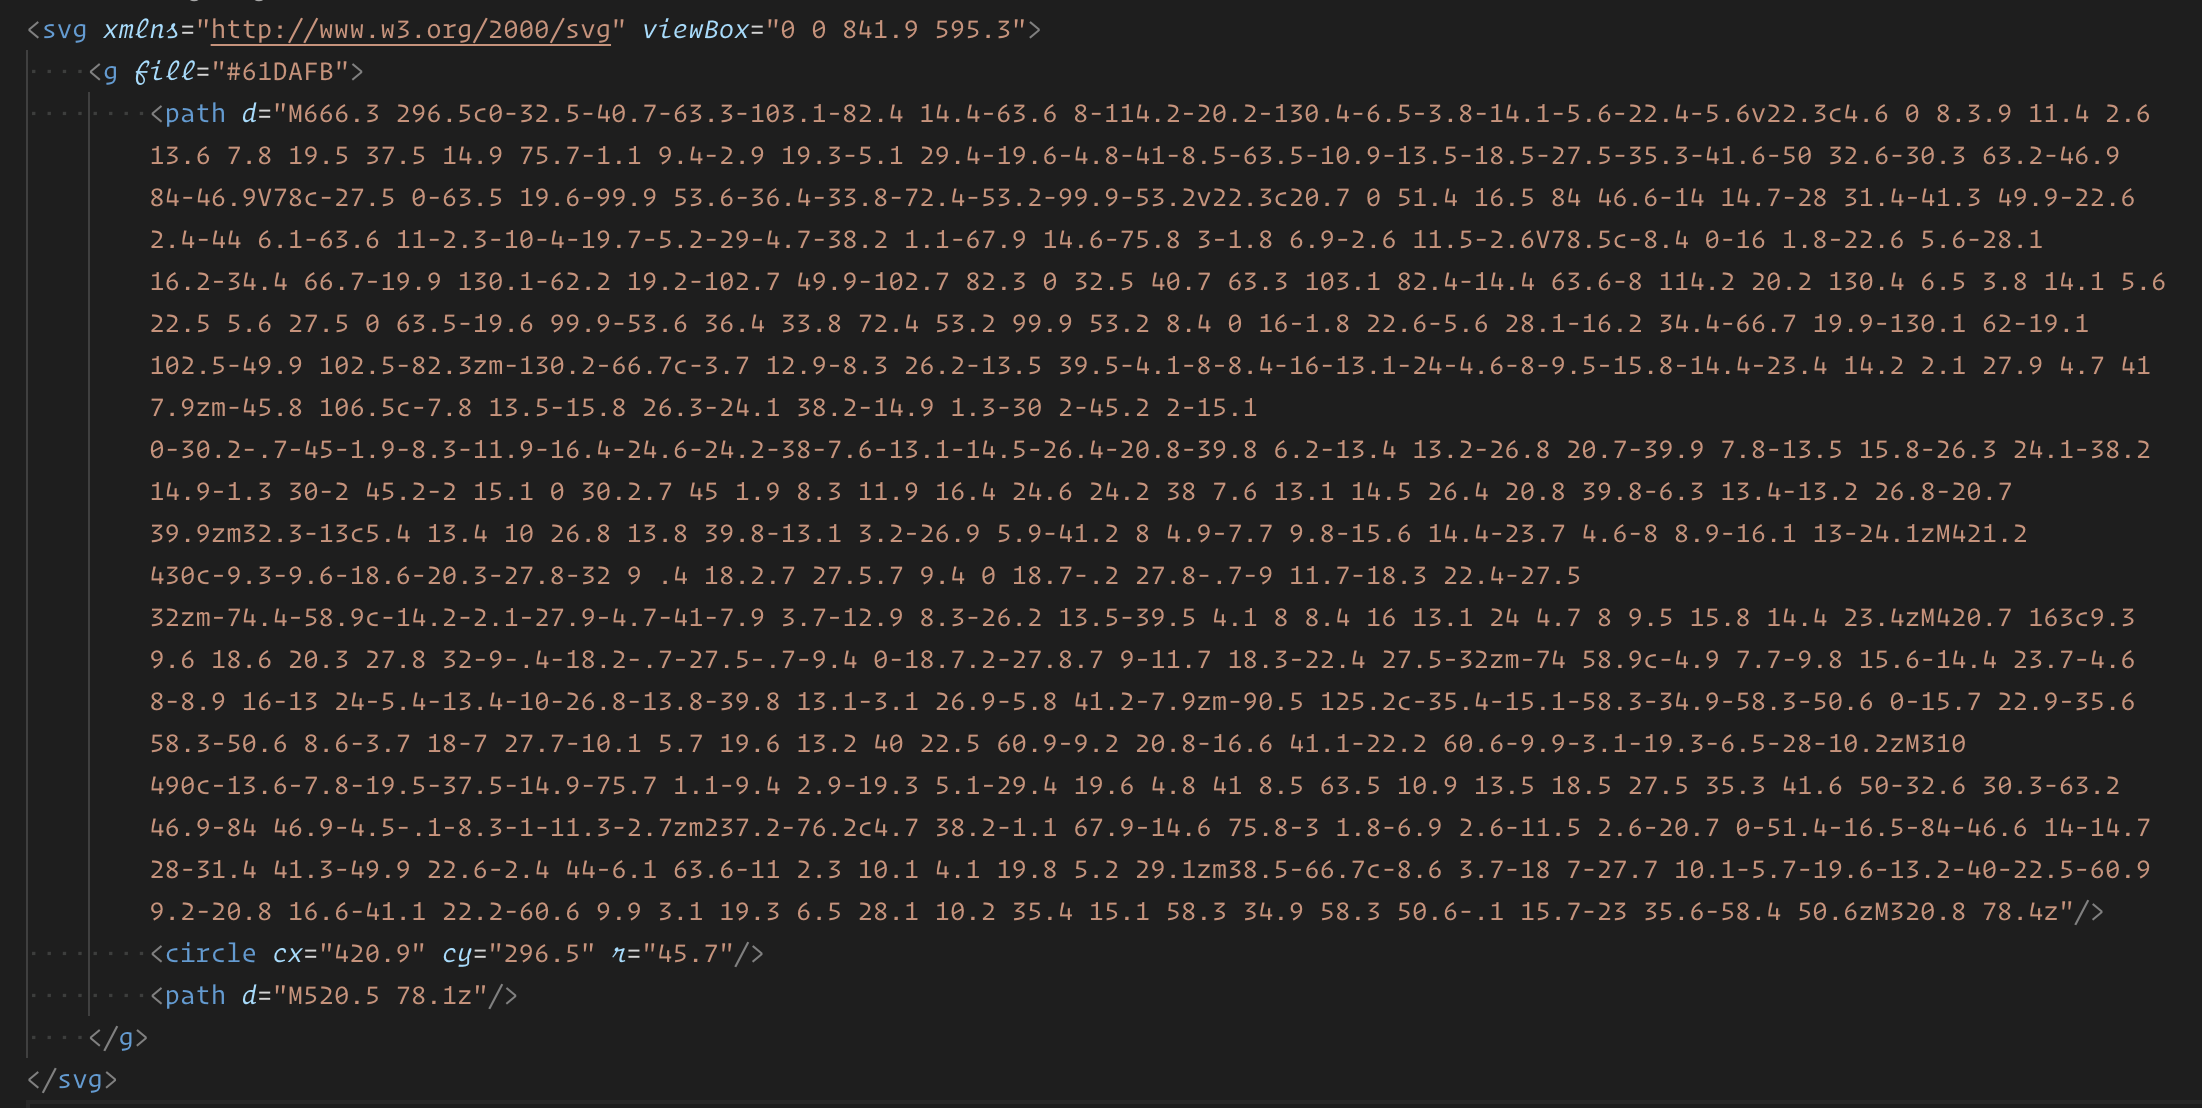 <svg xmlns="http://www.w3.org/2000/svg" viewBox="0 0 841.9 595.3">
<g fill="#61DAFB">
<path d="M666.3 296.5c0-32.5-40.7-63.3-103.1-82.4 14.4-63.6 8-114.2-20.2-130.4-6.5-3.8-14.1-5.6-22.4-5.6v22.3c4.6 0 8.3.9 11.4 2.6
13.6 7.8 19.5 37.5 14.9 75.7-1.1 9.4-2.9 19.3-5.1 29.4-19.6-4.8-41-8.5-63.5-10.9-13.5-18.5-27.5-35.3-41.6-50 32.6-30.3 63.2-46.9
84-46.9V78c-27.5 0-63.5 19.6-99.9 53.6-36.4-33.8-72.4-53.2-99.9-53.2v22.3c20.7 0 51.4 16.5 84 46.6-14 14.7-28 31.4-41.3 49.9-22.6
2.4-44 6.1-63.6 11-2.3-10-4-19.7-5.2-29-4.7-38.2 1.1-67.9 14.6-75.8 3-1.8 6.9-2.6 11.5-2.6V78.5c-8.4 0-16 1.8-22.6 5.6-28.1
16.2-34.4 66.7-19.9 130.1-62.2 19.2-102.7 49.9-102.7 82.3 0 32.5 40.7 63.3 103.1 82.4-14.4 63.6-8 114.2 20.2 130.4 6.5 3.8 14.1 5.6
22.5 5.6 27.5 0 63.5-19.6 99.9-53.6 36.4 33.8 72.4 53.2 99.9 53.2 8.4 0 16-1.8 22.6-5.6 28.1-16.2 34.4-66.7 19.9-130.1 62-19.1
102.5-49.9 102.5-82.3zm-130.2-66.7c-3.7 12.9-8.3 26.2-13.5 39.5-4.1-8-8.4-16-13.1-24-4.6-8-9.5-15.8-14.4-23.4 14.2 2.1 27.9 4.7 41
7.9zm-45.8 106.5c-7.8 13.5-15.8 26.3-24.1 38.2-14.9 1.3-30 2-45.2 2-15.1
0-30.2-.7-45-1.9-8.3-11.9-16.4-24.6-24.2-38-7.6-13.1-14.5-26.4-20.8-39.8 6.2-13.4 13.2-26.8 20.7-39.9 7.8-13.5 15.8-26.3 24.1-38.2
14.9-1.3 30-2 45.2-2 15.1 0 30.2.7 45 1.9 8.3 11.9 16.4 24.6 24.2 38 7.6 13.1 14.5 26.4 20.8 39.8-6.3 13.4-13.2 26.8-20.7
39.9zm32.3-13c5.4 13.4 10 26.8 13.8 39.8-13.1 3.2-26.9 5.9-41.2 8 4.9-7.7 9.8-15.6 14.4-23.7 4.6-8 8.9-16.1 13-24.1zM421.2
430c-9.3-9.6-18.6-20.3-27.8-32 9 .4 18.2.7 27.5.7 9.4 0 18.7-.2 27.8-.7-9 11.7-18.3 22.4-27.5
32zm-74.4-58.9c-14.2-2.1-27.9-4.7-41-7.9 3.7-12.9 8.3-26.2 13.5-39.5 4.1 8 8.4 16 13.1 24 4.7 8 9.5 15.8 14.4 23.4zM420.7 163c9.3
9.6 18.6 20.3 27.8 32-9-.4-18.2-.7-27.5-.7-9.4 0-18.7.2-27.8.7 9-11.7 18.3-22.4 27.5-32zm-74 58.9c-4.9 7.7-9.8 15.6-14.4 23.7-4.6
8-8.9 16-13 24-5.4-13.4-10-26.8-13.8-39.8 13.1-3.1 26.9-5.8 41.2-7.9zm-90.5 125.2c-35.4-15.1-58.3-34.9-58.3-50.6 0-15.7 22.9-35.6
58.3-50.6 8.6-3.7 18-7 27.7-10.1 5.7 19.6 13.2 40 22.5 60.9-9.2 20.8-16.6 41.1-22.2 60.6-9.9-3.1-19.3-6.5-28-10.2zM310
490c-13.6-7.8-19.5-37.5-14.9-75.7 1.1-9.4 2.9-19.3 5.1-29.4 19.6 4.8 41 8.5 63.5 10.9 13.5 18.5 27.5 35.3 41.6 50-32.6 30.3-63.2
46.9-84 46.9-4.5-.1-8.3-1-11.3-2.7zm237.2-76.2c4.7 38.2-1.1 67.9-14.6 75.8-3 1.8-6.9 2.6-11.5 2.6-20.7 0-51.4-16.5-84-46.6 14-14.7
28-31.4 41.3-49.9 22.6-2.4 44-6.1 63.6-11 2.3 10.1 4.1 19.8 5.2 29.1zm38.5-66.7c-8.6 3.7-18 7-27.7 10.1-5.7-19.6-13.2-40-22.5-60.9
9.2-20.8 16.6-41.1 22.2-60.6 9.9 3.1 19.3 6.5 28.1 10.2 35.4 15.1 58.3 34.9 58.3 50.6-.1 15.7-23 35.6-58.4 50.6zM320.8 78.4z"/>
<circle cx="420.9" cy="296.5" r="45.7"/>
<path d="M520.5 78.1z"/>
</g>
</svg>